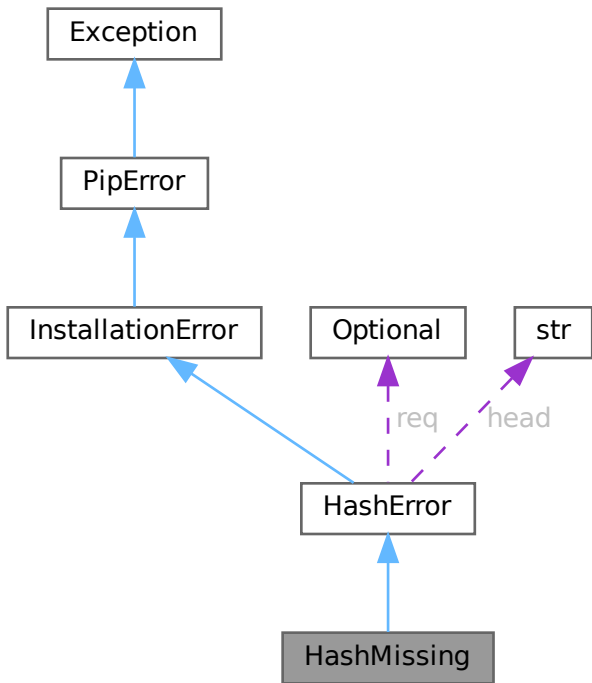 Exception
PipError
InstallationError
Optional
str
req
head
HashError
HashMissing